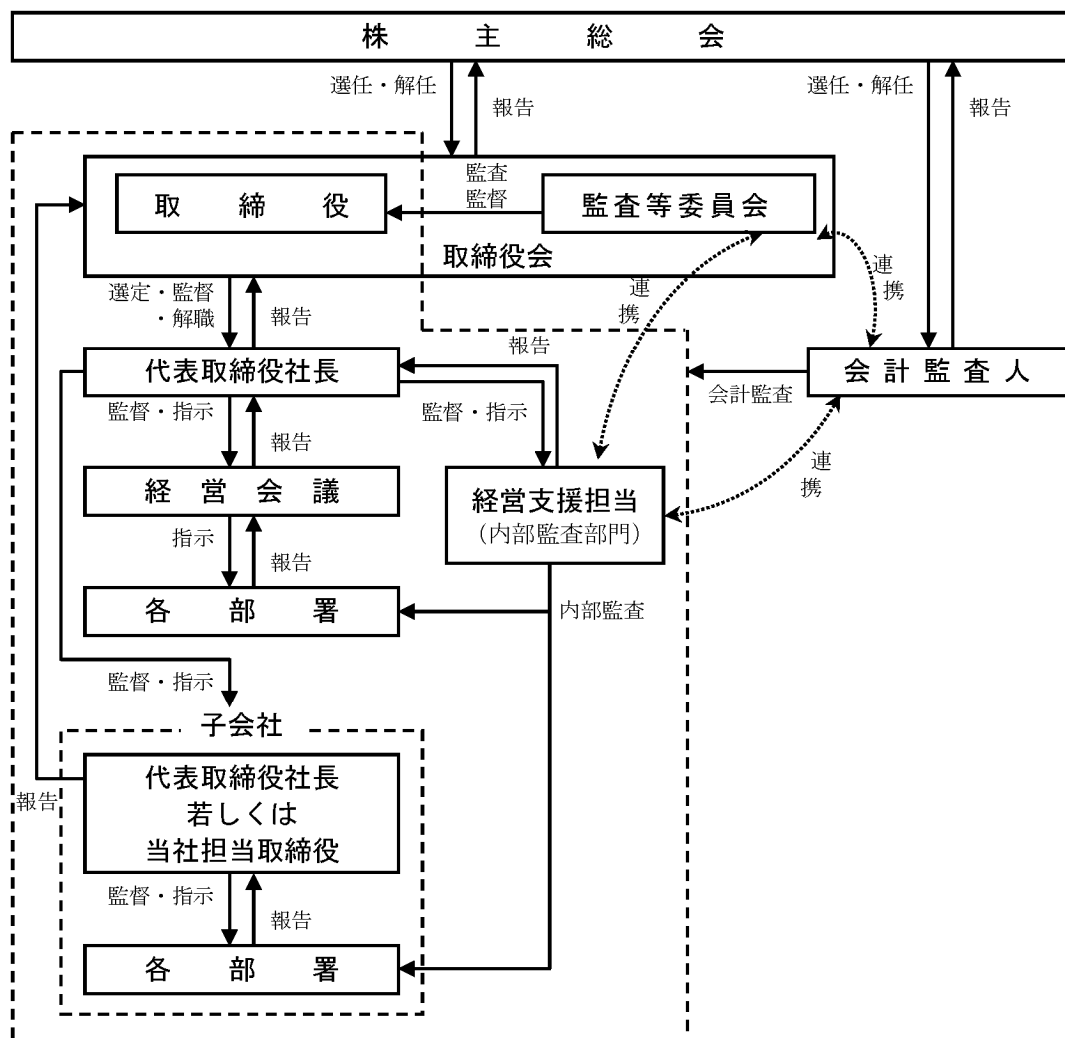 株主総会
選任・解任
報告
選任・解任
報告
監査
監督
取締役
監査等委員会
取締役会
連
携
連
携
選定・監督
・解職
報告
報告
代表取締役社長
会計監査人
監督・指示
報告
監督・指示
会計監査
連
携
経営会議
経営支援担当
(内部監査部門)
指示
報告
各部署
内部監査
監督・指示
子会社
代表取締役社長
若しくは
当社担当取締役
報告
監督・指示
報告
各部署